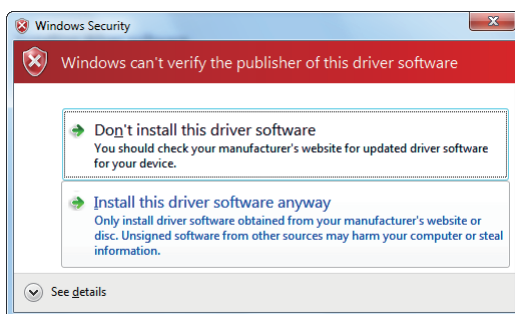 Windows Security
Windows can't verify the publisher of this driver software
Don't install this driver software
You should check your manufacturer's website for updated driver software
for your device.
Install this driver software anyway
Only install driver software obtained from your manufacturer's website or
disc. Unsigned software from other sources may harm your computer or steal
information.
See details